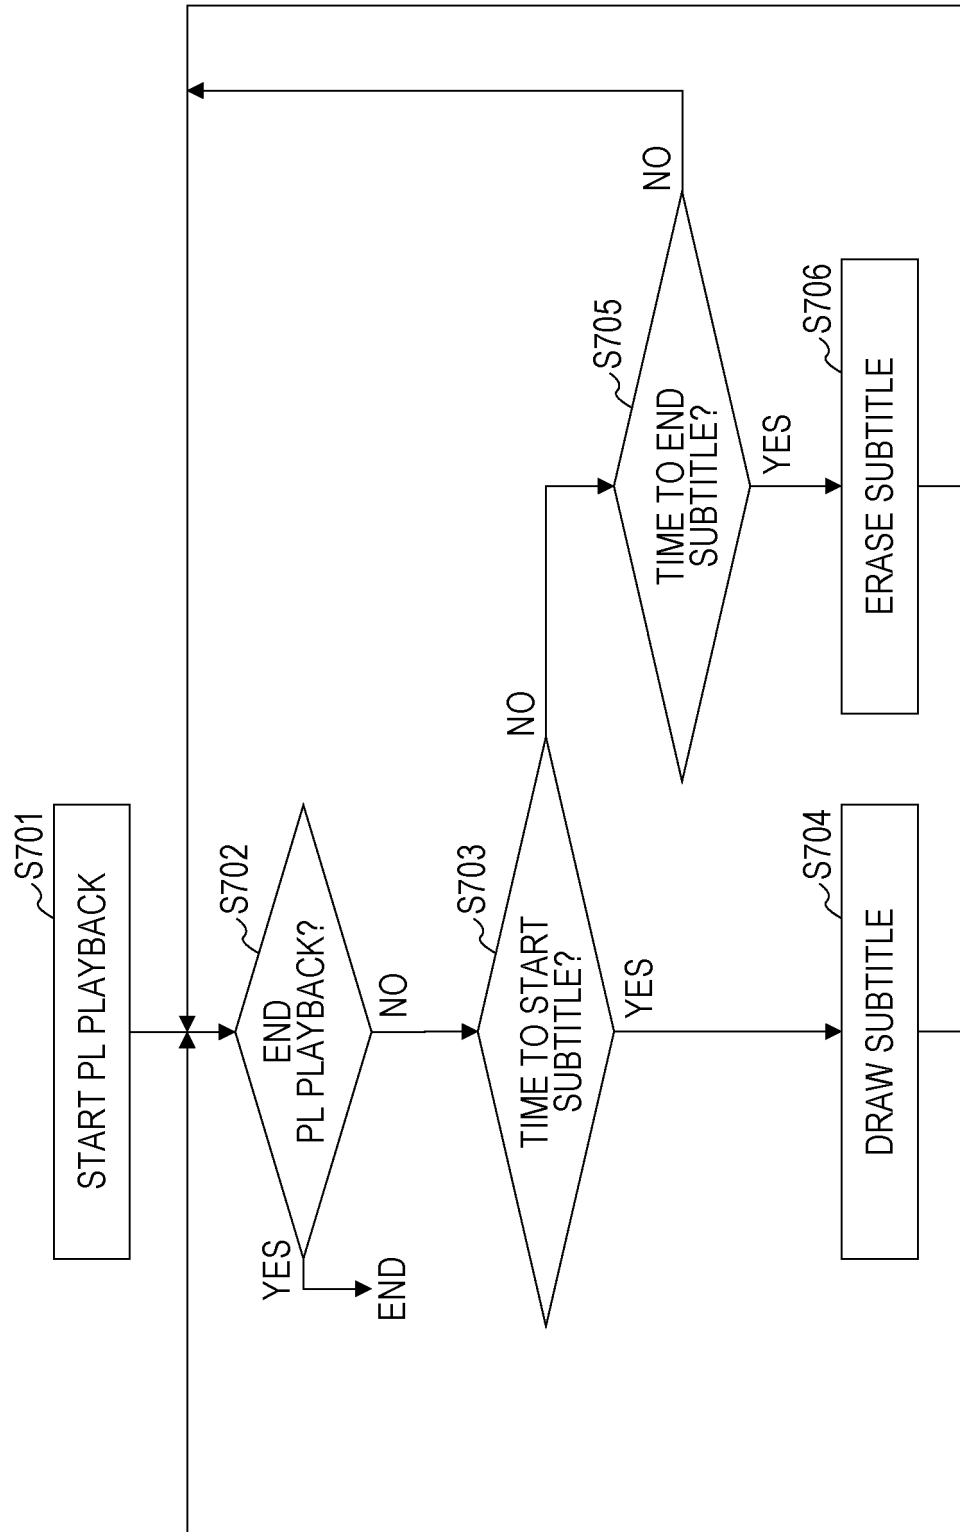 START PL PLAYBACK
S701
END
PL PLAYBACK?
S702
YES
END
NO
TIME TO START
SUBTITLE?
S703
NO
YES
DRAW SUBTITLE
S704
TIME TO END
SUBTITLE?
S705
NO
YES
ERASE SUBTITLE
S706